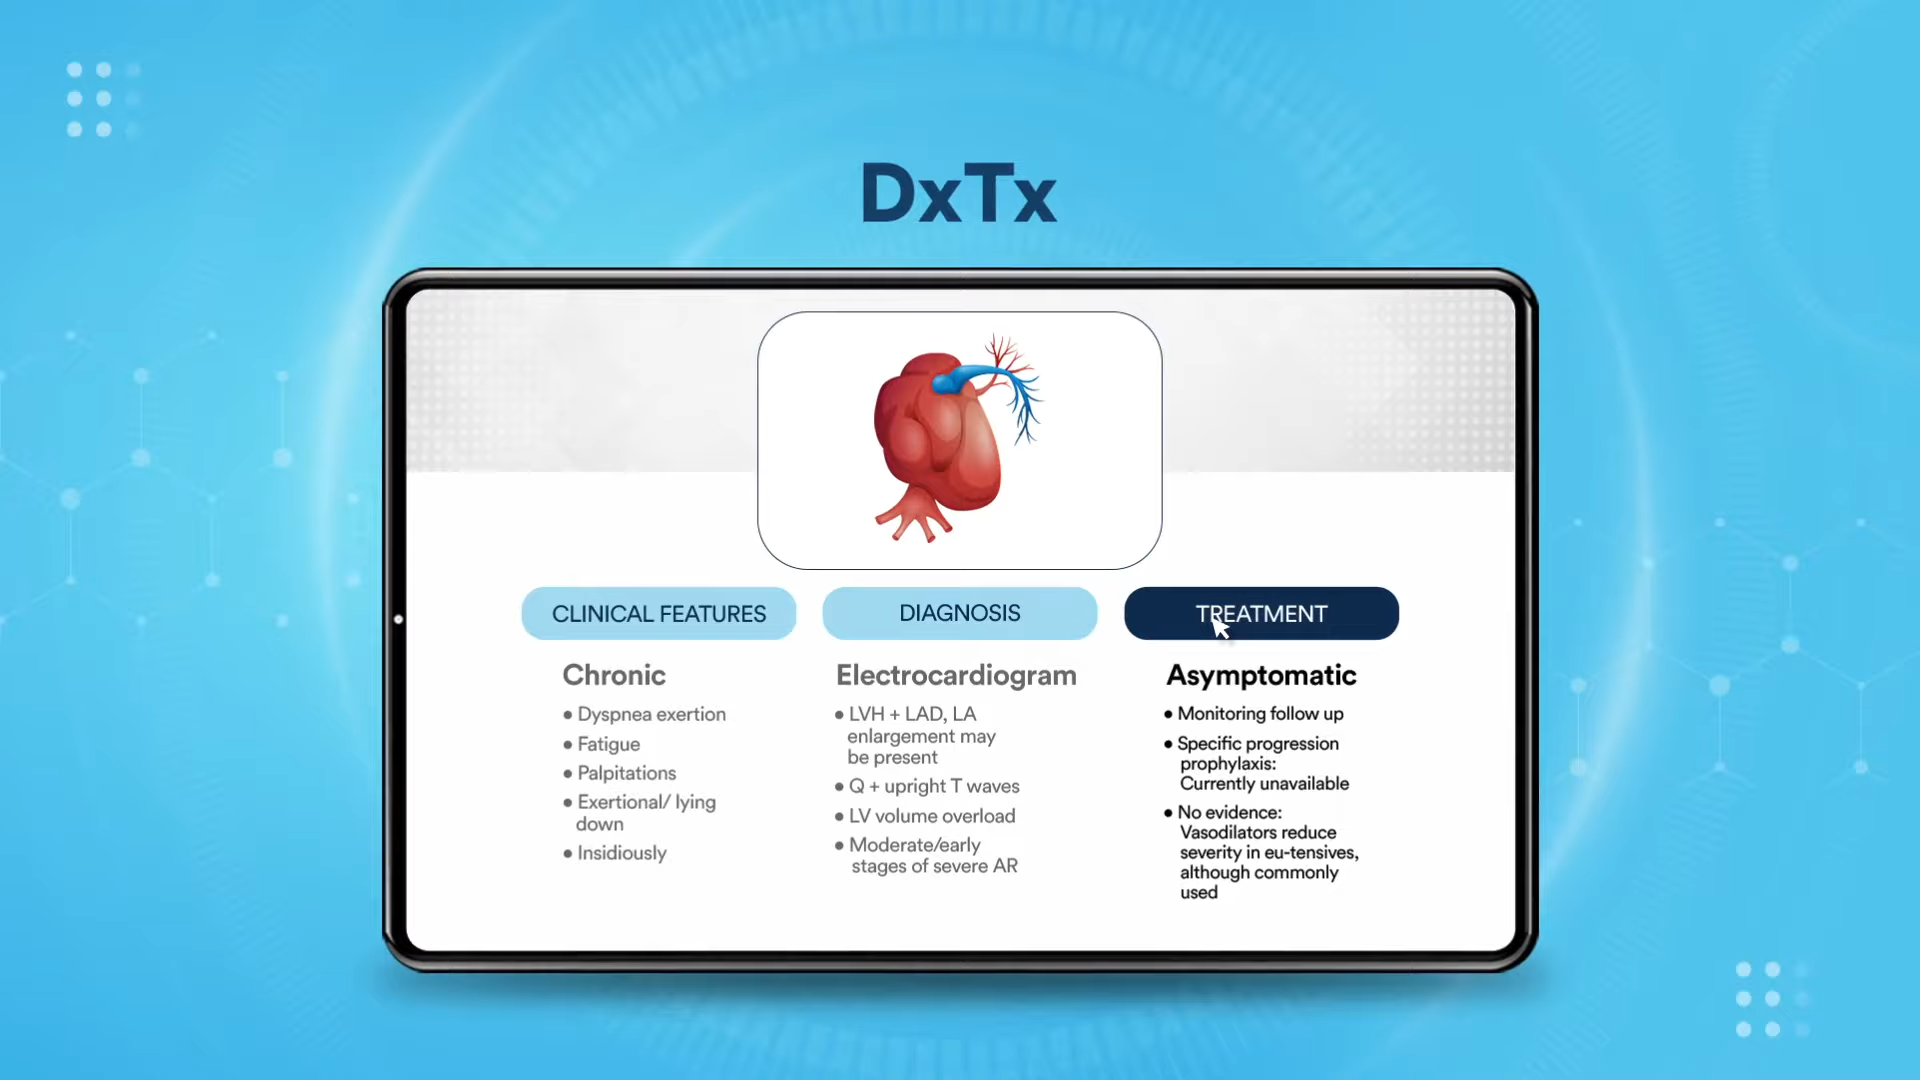 DxTx
CLINICAL FEATURES
Chronic
• Dyspnea exertion
• Fatigue
• Palpitations
• Exertional/ lying
down
• Insidiously
DIAGNOSIS
Electrocardiogram
• LVH + LAD, LA
enlargement may
be present
• Q + upright T waves
• LV volume overload
• Moderate/early
stages of severe AR
TREATMENT
Asymptomatic
• Monitoring follow up
• Specific progression
prophylaxis:
Currently unavailable
• No evidence:
Vasodilators reduce
severity in eu-tensives,
although commonly
used